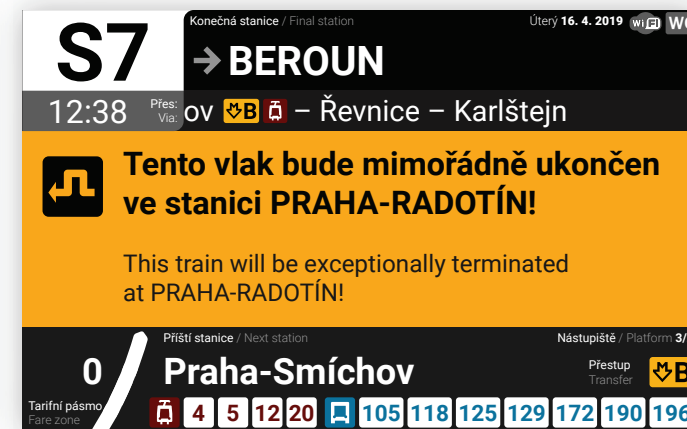 S7
Konečná stanice / Final station
Úterý 16. 4. 2019 WiFi WC
→ BEROUN
12:38
Přes:
Via:
ov B – Řevnice – Karlštejn
Tento vlak bude mimořádně ukončen
ve stanici PRAHA-RADOTÍN!
This train will be exceptionally terminated
at PRAHA-RADOTÍN!
Příští stanice / Next station
Nástupiště / Platform 3/
0
Praha-Smíchov
Přestup
Transfer
B
Tarifní pásmo
Fare zone
4 5 12 20 105 118 125 129 172 190 196